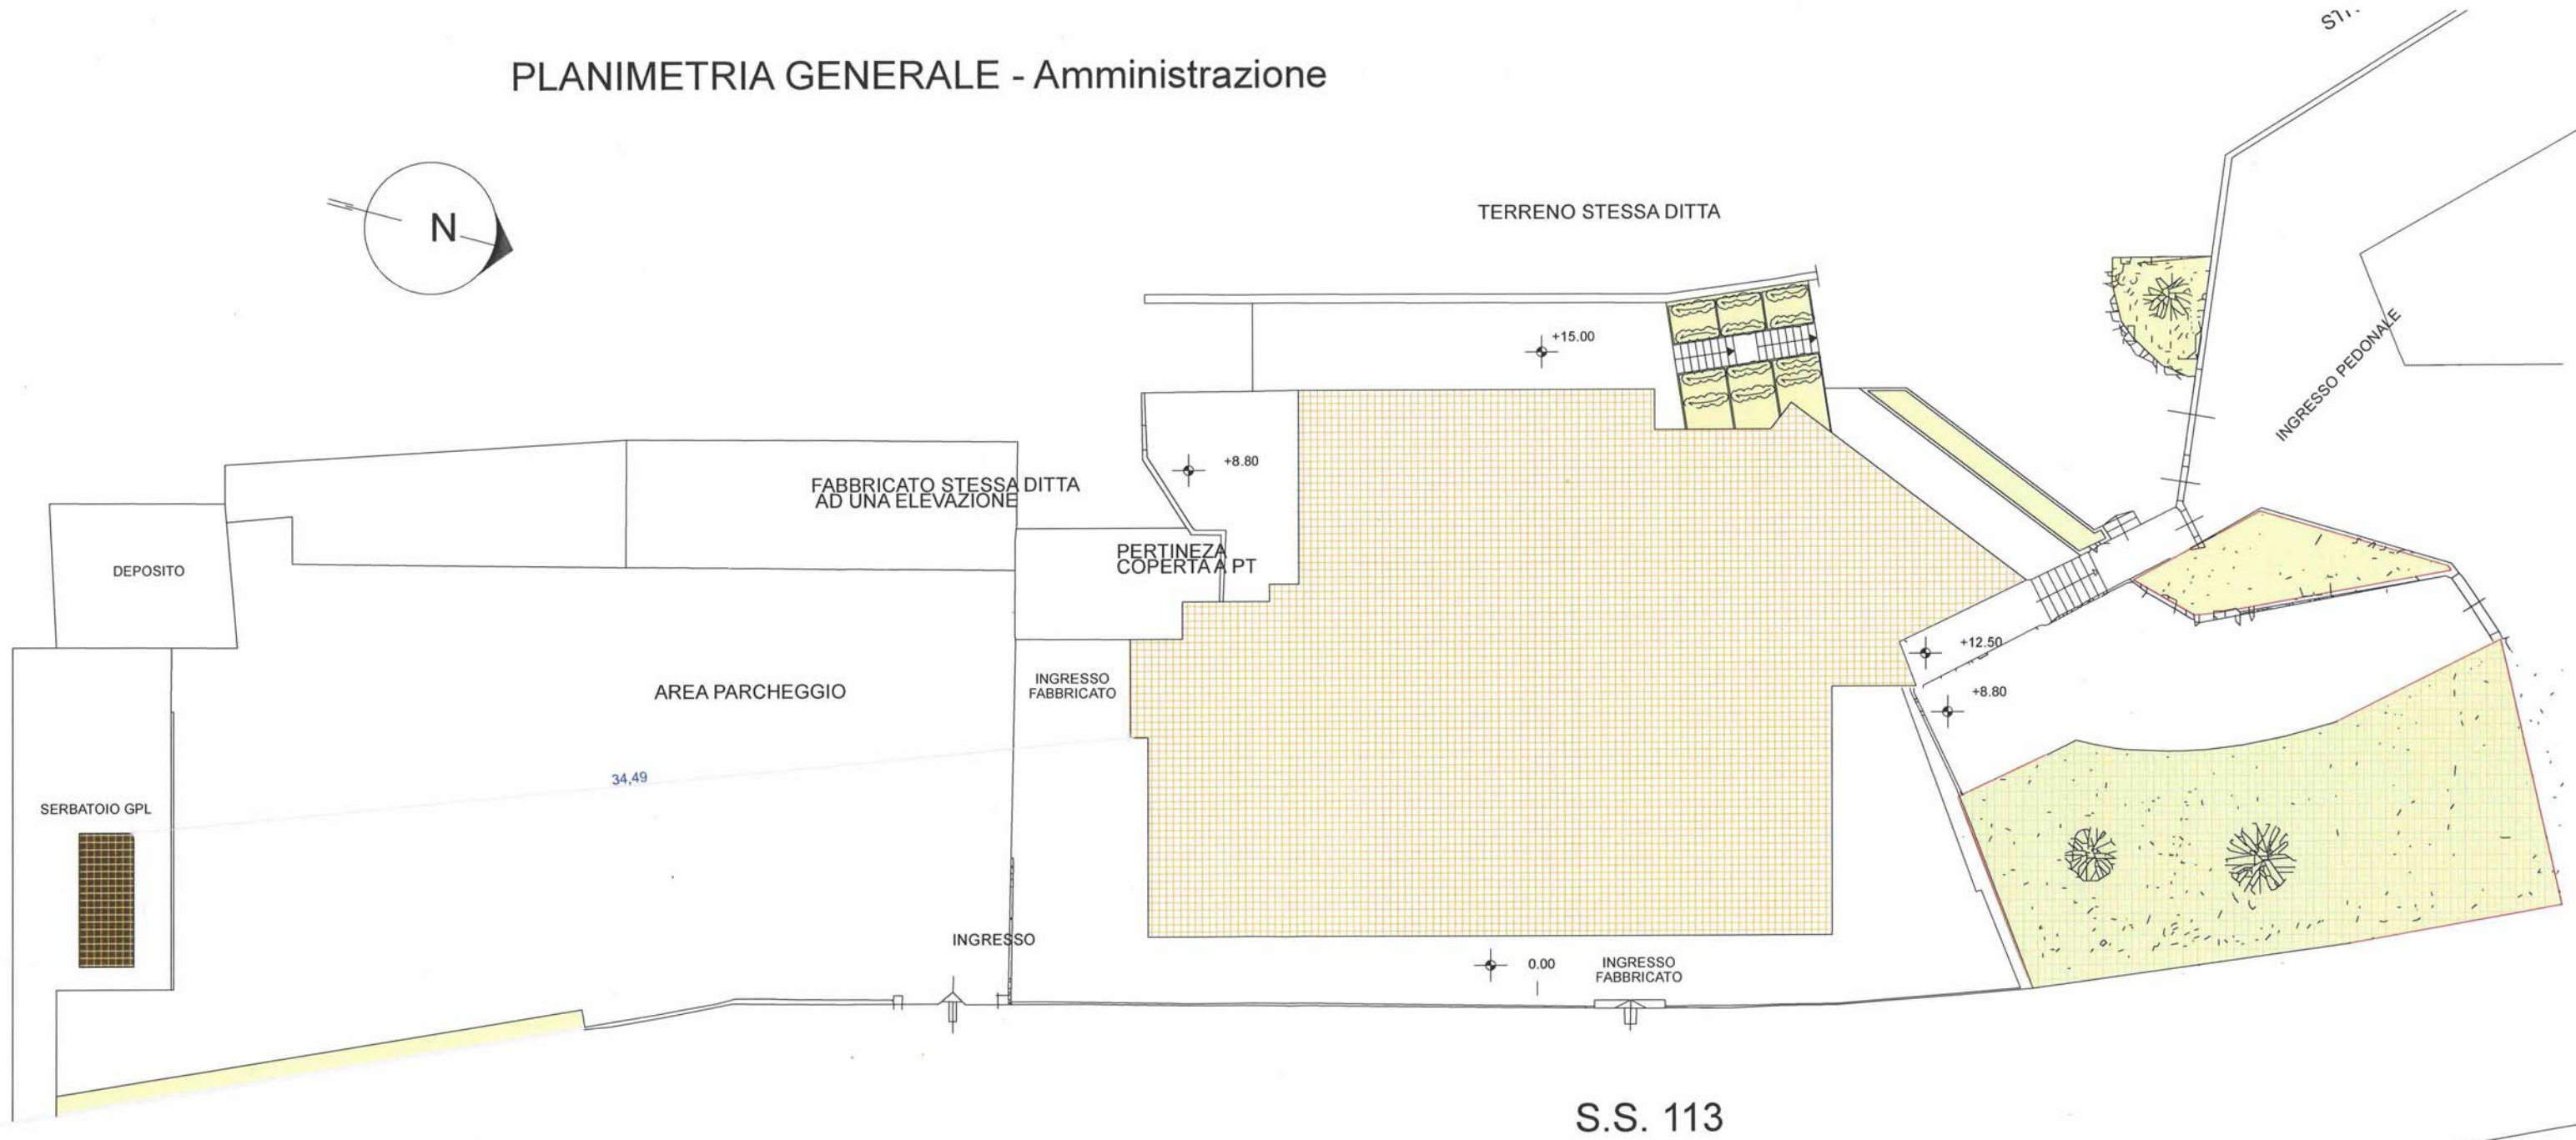 PLANIMETRIA GENERALE - Amministrazione
N
TERRENO STESSA DITTA
+15.00
INGRESSO PEDONALE
+8.80
FABBRICATO STESSA DITTA
AD UNA ELEVAZIONE
PERTINEZA
COPERTA A PT
DEPOSITO
+12.50
INGRESSO
FABBRICATO
AREA PARCHEGGIO
+8.80
34,49
SERBATOIO GPL
INGRESSO
0.00
INGRESSO
FABBRICATO
S.S. 113